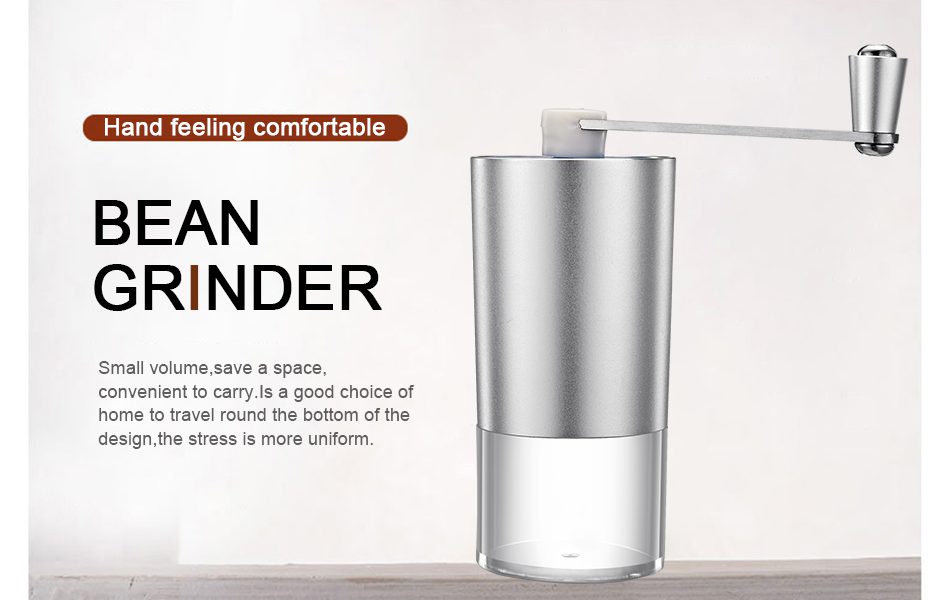 Hand feeling comfortable
BEAN
GRINDER
Small volume,save a space,
convenient to carry.Is a good choice of
home to travel round the bottom of the
design,the stress is more uniform.